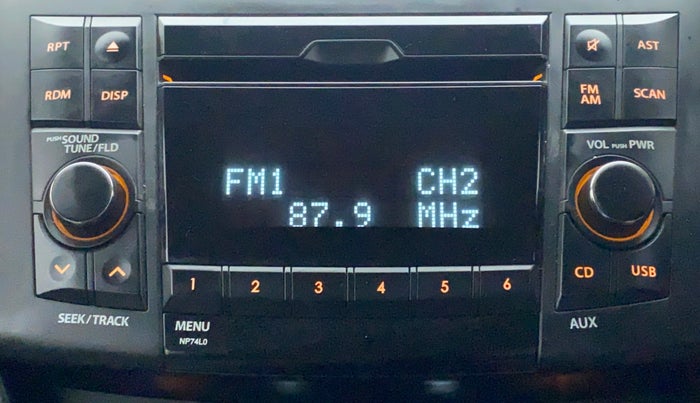 RPT
AST
RDM DISP
FM
AM
SCAN
PUSH SOUND
TUNE/FLD
VOL PUSH PWR
FM1 CH2
87.9 MHz
CD USB
1 2 3 4 5 6
SEEK/TRACK
MENU
AUX
NP74L0